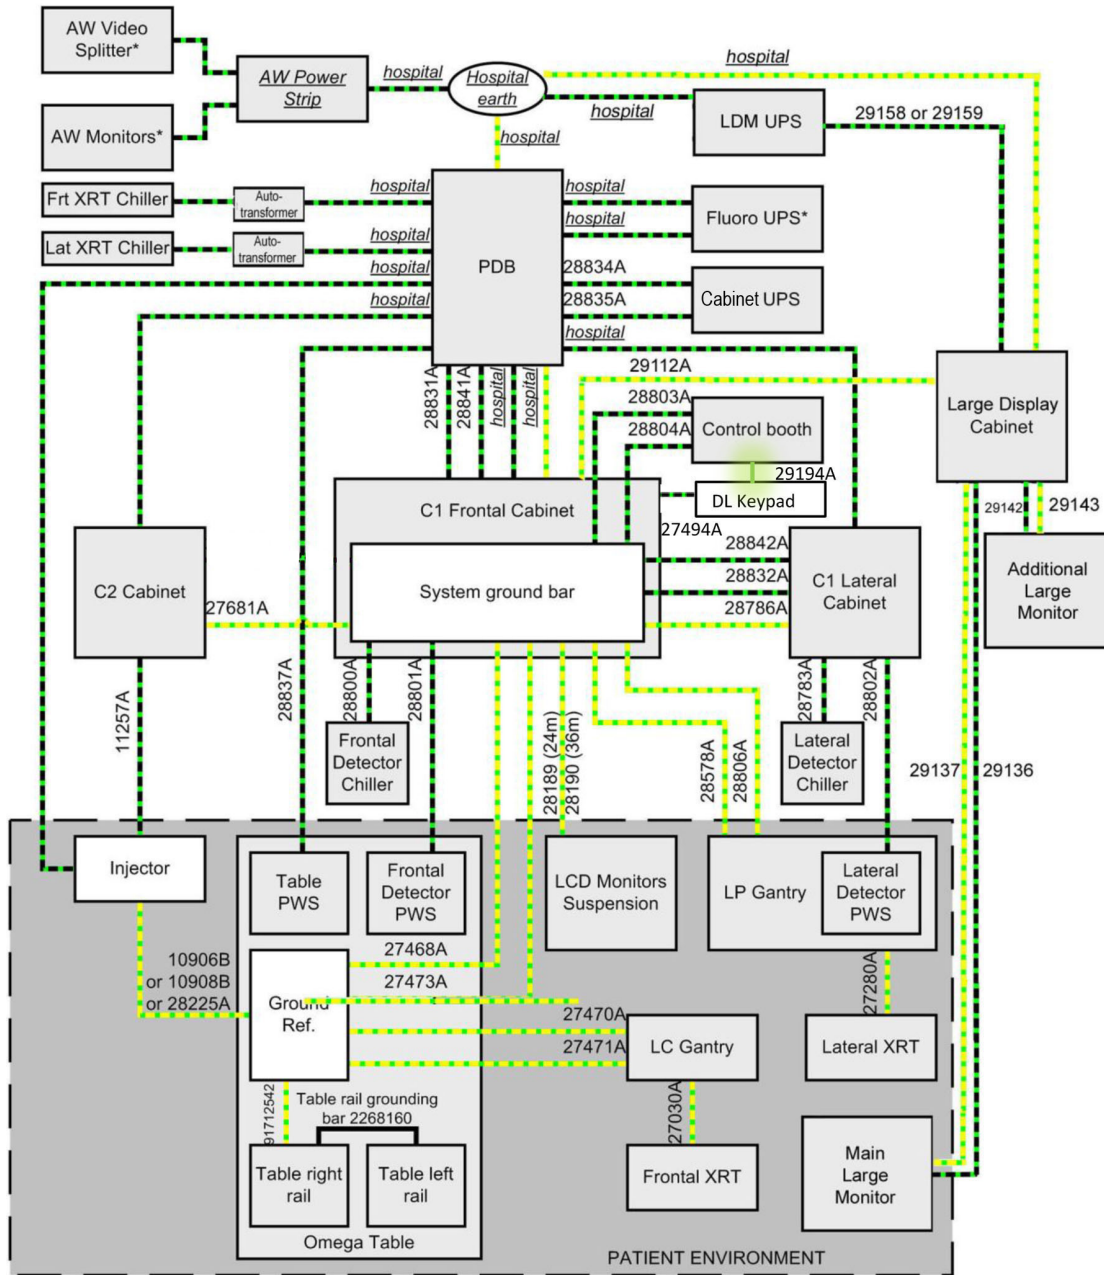 AW Video
Splitter*
AW Power
Strip
hospital
Hospital
earth
hospital
hospital
hospital
AW Monitors*
LDM UPS
29158 or 29159
Frt XRT Chiller
Auto-
transformer
hospital
hospital
hospital
Fluoro UPS*
Lat XRT Chiller
Auto-
transformer
hospital
PDB
hospital
28834A
Cabinet UPS
hospital
28835A
hospital
28831A
28841A
hospital
hospital
29112A
28803A
28804A
Control booth
Large Display
Cabinet
29194A
DL Keypad
C1 Frontal Cabinet
27494A
29142
29143
C2 Cabinet
27681A
System ground bar
28842A
28832A
28786A
C1 Lateral
Cabinet
Additional
Large
Monitor
11257A
28837A
28800A
28801A
28783A
28802A
Frontal
Detector
Chiller
28189 (24m)
28190 (36m)
28578A
28806A
Lateral
Detector
Chiller
29137
29136
Injector
Table
PWS
Frontal
Detector
PWS
LCD Monitors
Suspension
LP Gantry
Lateral
Detector
PWS
10906B
or 10908B
or 28225A
27468A
27473A
Ground
Ref.
27280A
27470A
27471A
LC Gantry
Lateral XRT
91712542
Table rail grounding
bar 2268160
27030A
Table right
rail
Table left
rail
Frontal XRT
Main
Large
Monitor
Omega Table
PATIENT ENVIRONMENT